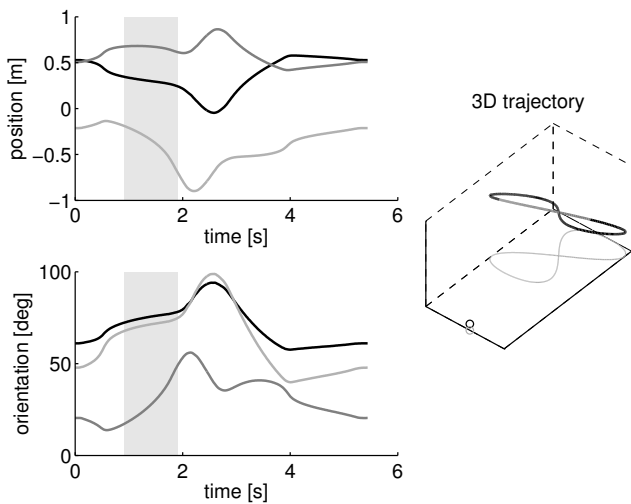 1
0.5
0
−0.5
−1
position [m]
0 2 4 6
time [s]
3D trajectory
100
50
0
orientation [deg]
0 2 4 6
time [s]